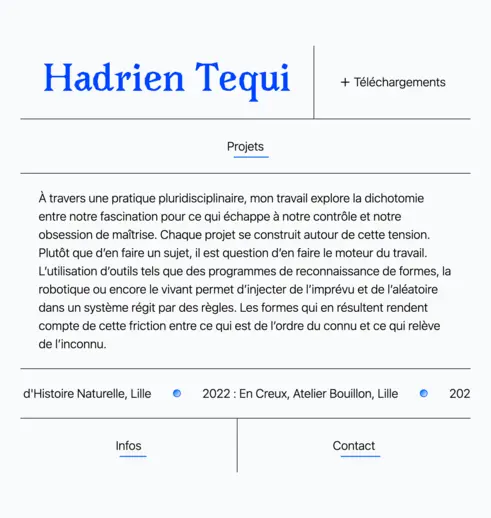 Hadrien Tequi
+ Téléchargements
Projets
À travers une pratique pluridisciplinaire, mon travail explore la dichotomie
entre notre fascination pour ce qui échappe à notre contrôle et notre
obsession de maîtrise. Chaque projet se construit autour de cette tension.
Plutôt que d’en faire un sujet, il est question d’en faire le moteur du travail.
L’utilisation d’outils tels que des programmes de reconnaissance de formes, la
robotique ou encore le vivant permet d’injecter de l’imprévu et de l’aléatoire
dans un système régit par des règles. Les formes qui en résultent rendent
compte de cette friction entre ce qui est de l’ordre du connu et ce qui relève
de l’inconnu.
d'Histoire Naturelle, Lille 2022 : En Creux, Atelier Bouillon, Lille 202
Infos Contact